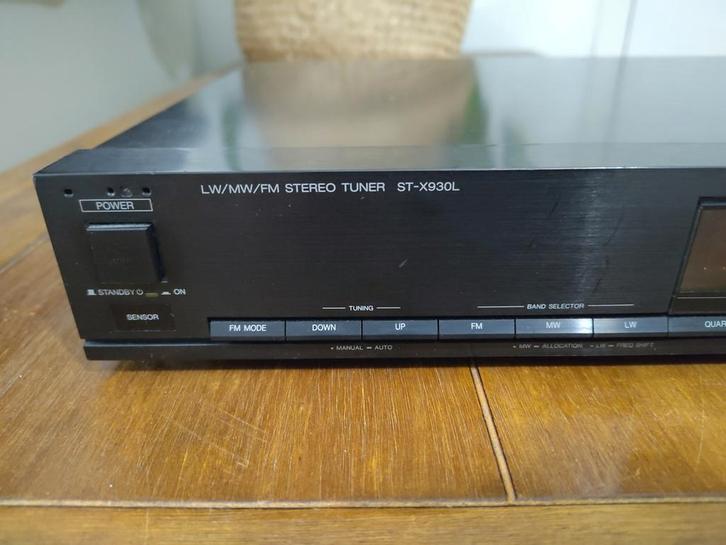 LW/MW/FM STEREO TUNER ST-X930L
POWER
STANDBY ON
SENSOR
TUNING
BAND SELECTOR
FM MODE DOWN UP FM MW LW QUAR
• MANUAL — AUTO
• MW — ALLOCATION • LW — FREQ SHIFT